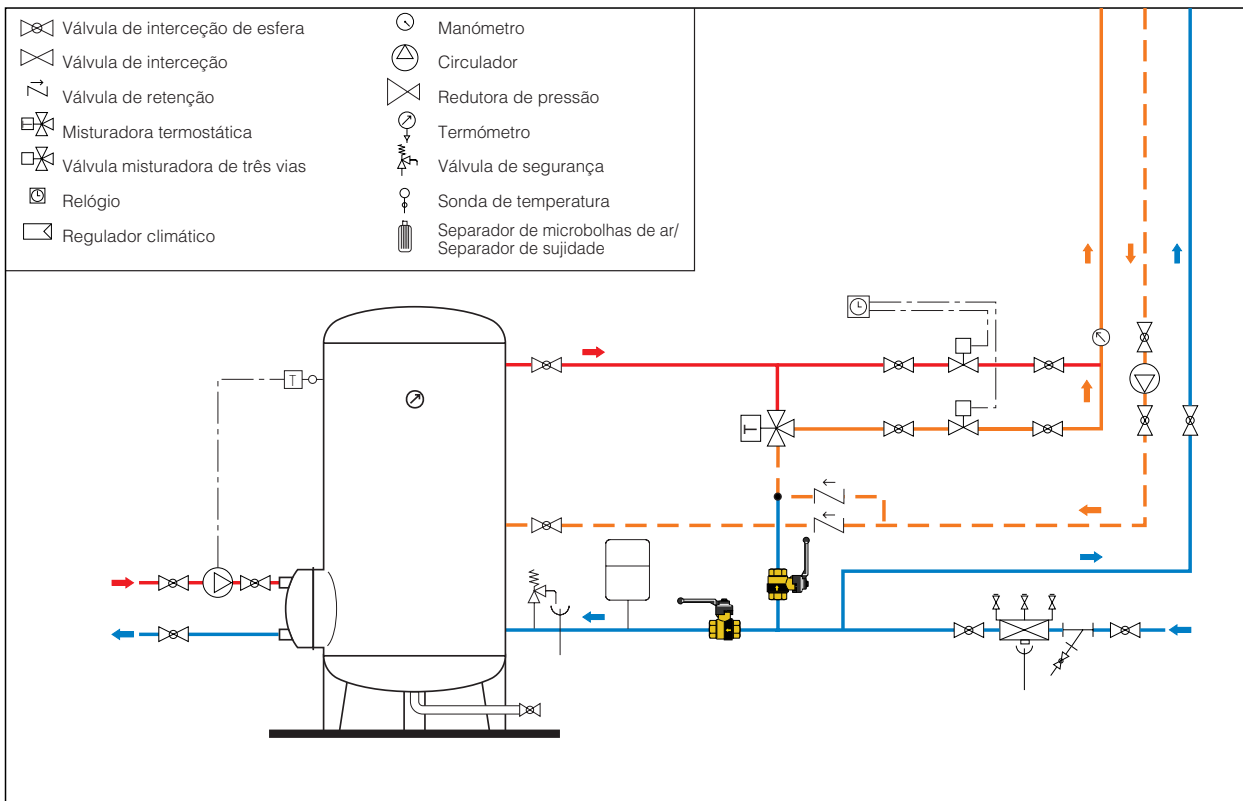 Válvula de interceção de esfera
Válvula de interceção
Válvula de retenção
Misturadora termostática
Válvula misturadora de três vias
Relógio
Regulador climático
Manómetro
Circulador
Redutora de pressão
Termómetro
Válvula de segurança
Sonda de temperatura
Separador de microbolhas de ar/
Separador de sujidade
T
T